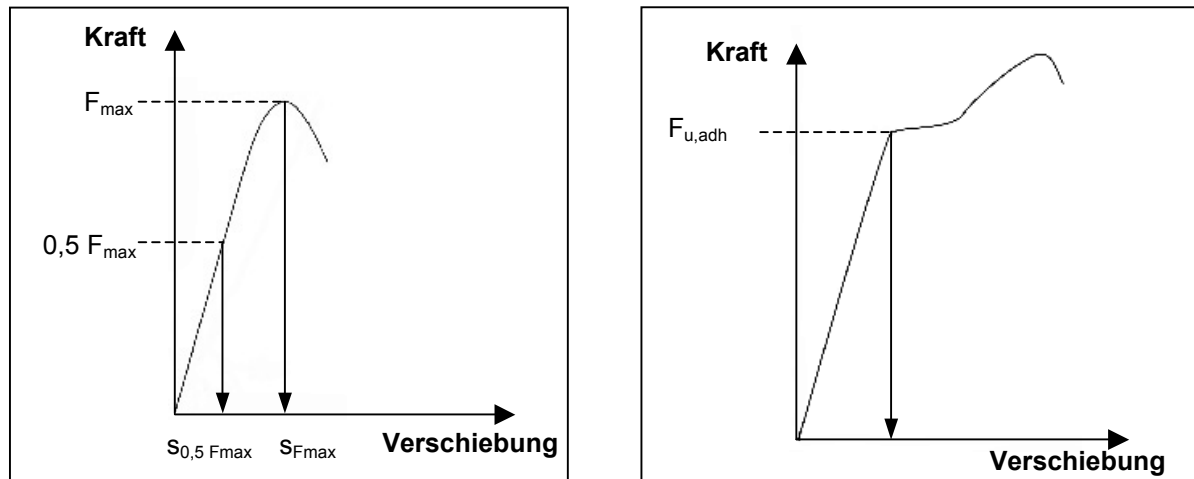 Kraft
F_max
0,5 F_max
s_0,5 Fmax
s_Fmax
Verschiebung
Kraft
F_u,adh
Verschiebung